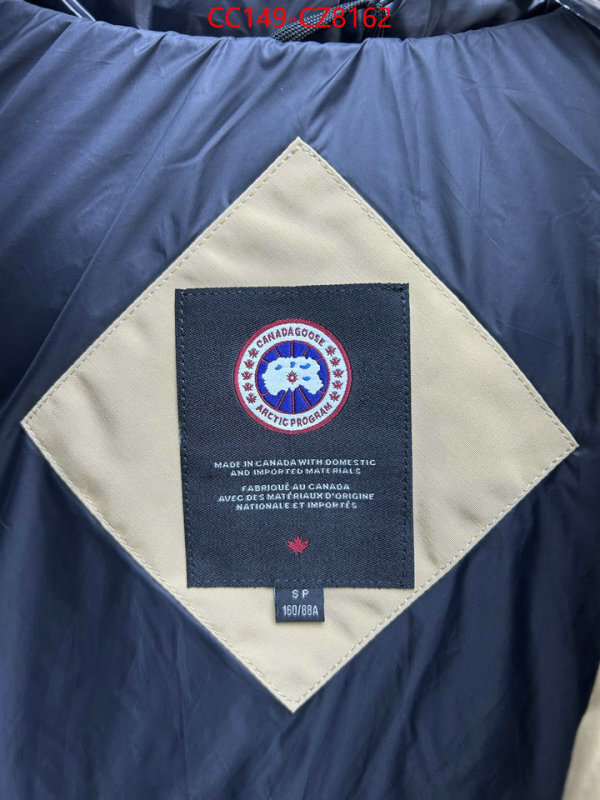 CC149-CZ8162
CANADA GOOSE
ARCTIC PROGRAM
MADE IN CANADA WITH DOMESTIC
AND IMPORTED MATERIALS
FABRIQUÉ AU CANADA
AVEC DES MATÉRIAUX D'ORIGINE
NATIONALE ET IMPORTÉS
S P
160/88A